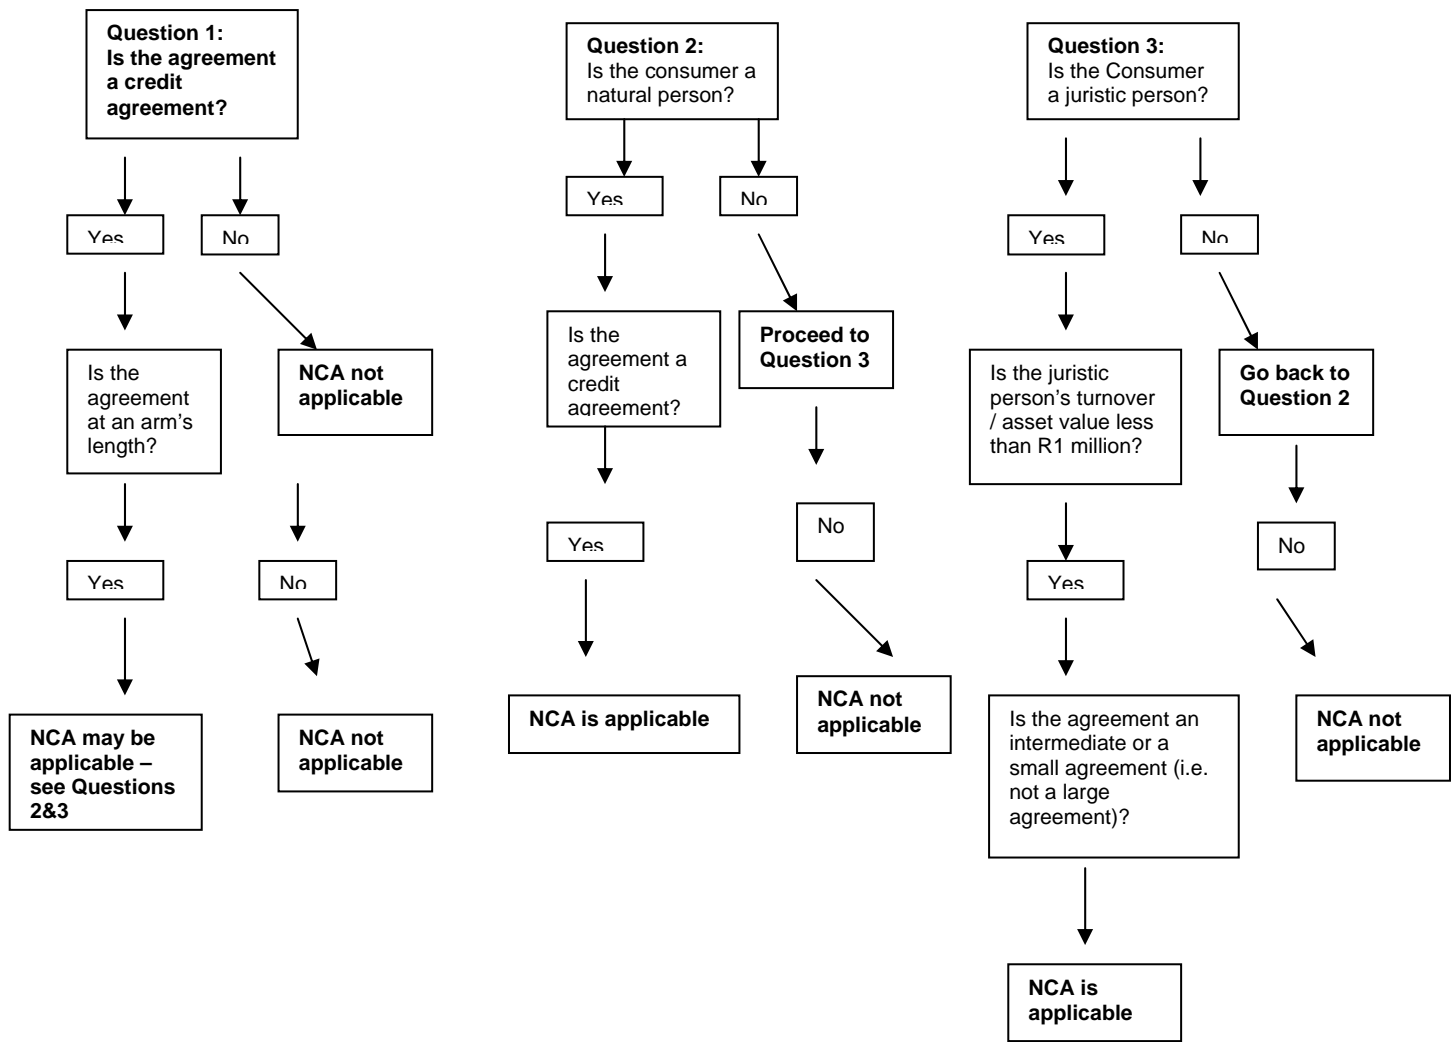 Question 1:
Is the agreement
a credit
agreement?
Yes
No
Is the
agreement
at an arm's
length?
NCA not
applicable
Yes
No
NCA may be
applicable –
see Questions
2&3
NCA not
applicable
Question 2:
Is the consumer a
natural person?
Yes
No
Is the
agreement a
credit
agreement?
Proceed to
Question 3
Yes
No
NCA is applicable
NCA not
applicable
Question 3:
Is the Consumer
a juristic person?
Yes
No
Is the juristic
person's turnover
/ asset value less
than R1 million?
Go back to
Question 2
Yes
No
Is the agreement an
intermediate or a
small agreement (i.e.
not a large
agreement)?
NCA not
applicable
NCA is
applicable